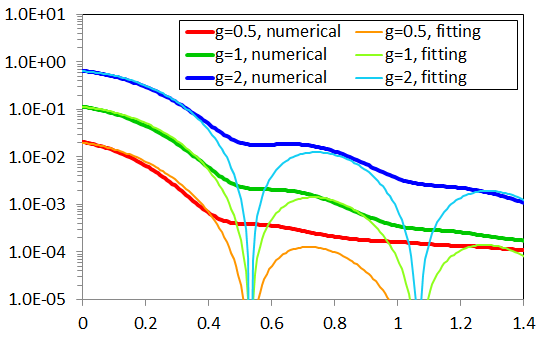 1.0E+01
g=0.5, numerical g=0.5, fitting
1.0E+00
g=1, numerical g=1, fitting
g=2, numerical g=2, fitting
1.0E-01
1.0E-02
1.0E-03
1.0E-04
1.0E-05
0 0.2 0.4 0.6 0.8 1 1.2 1.4